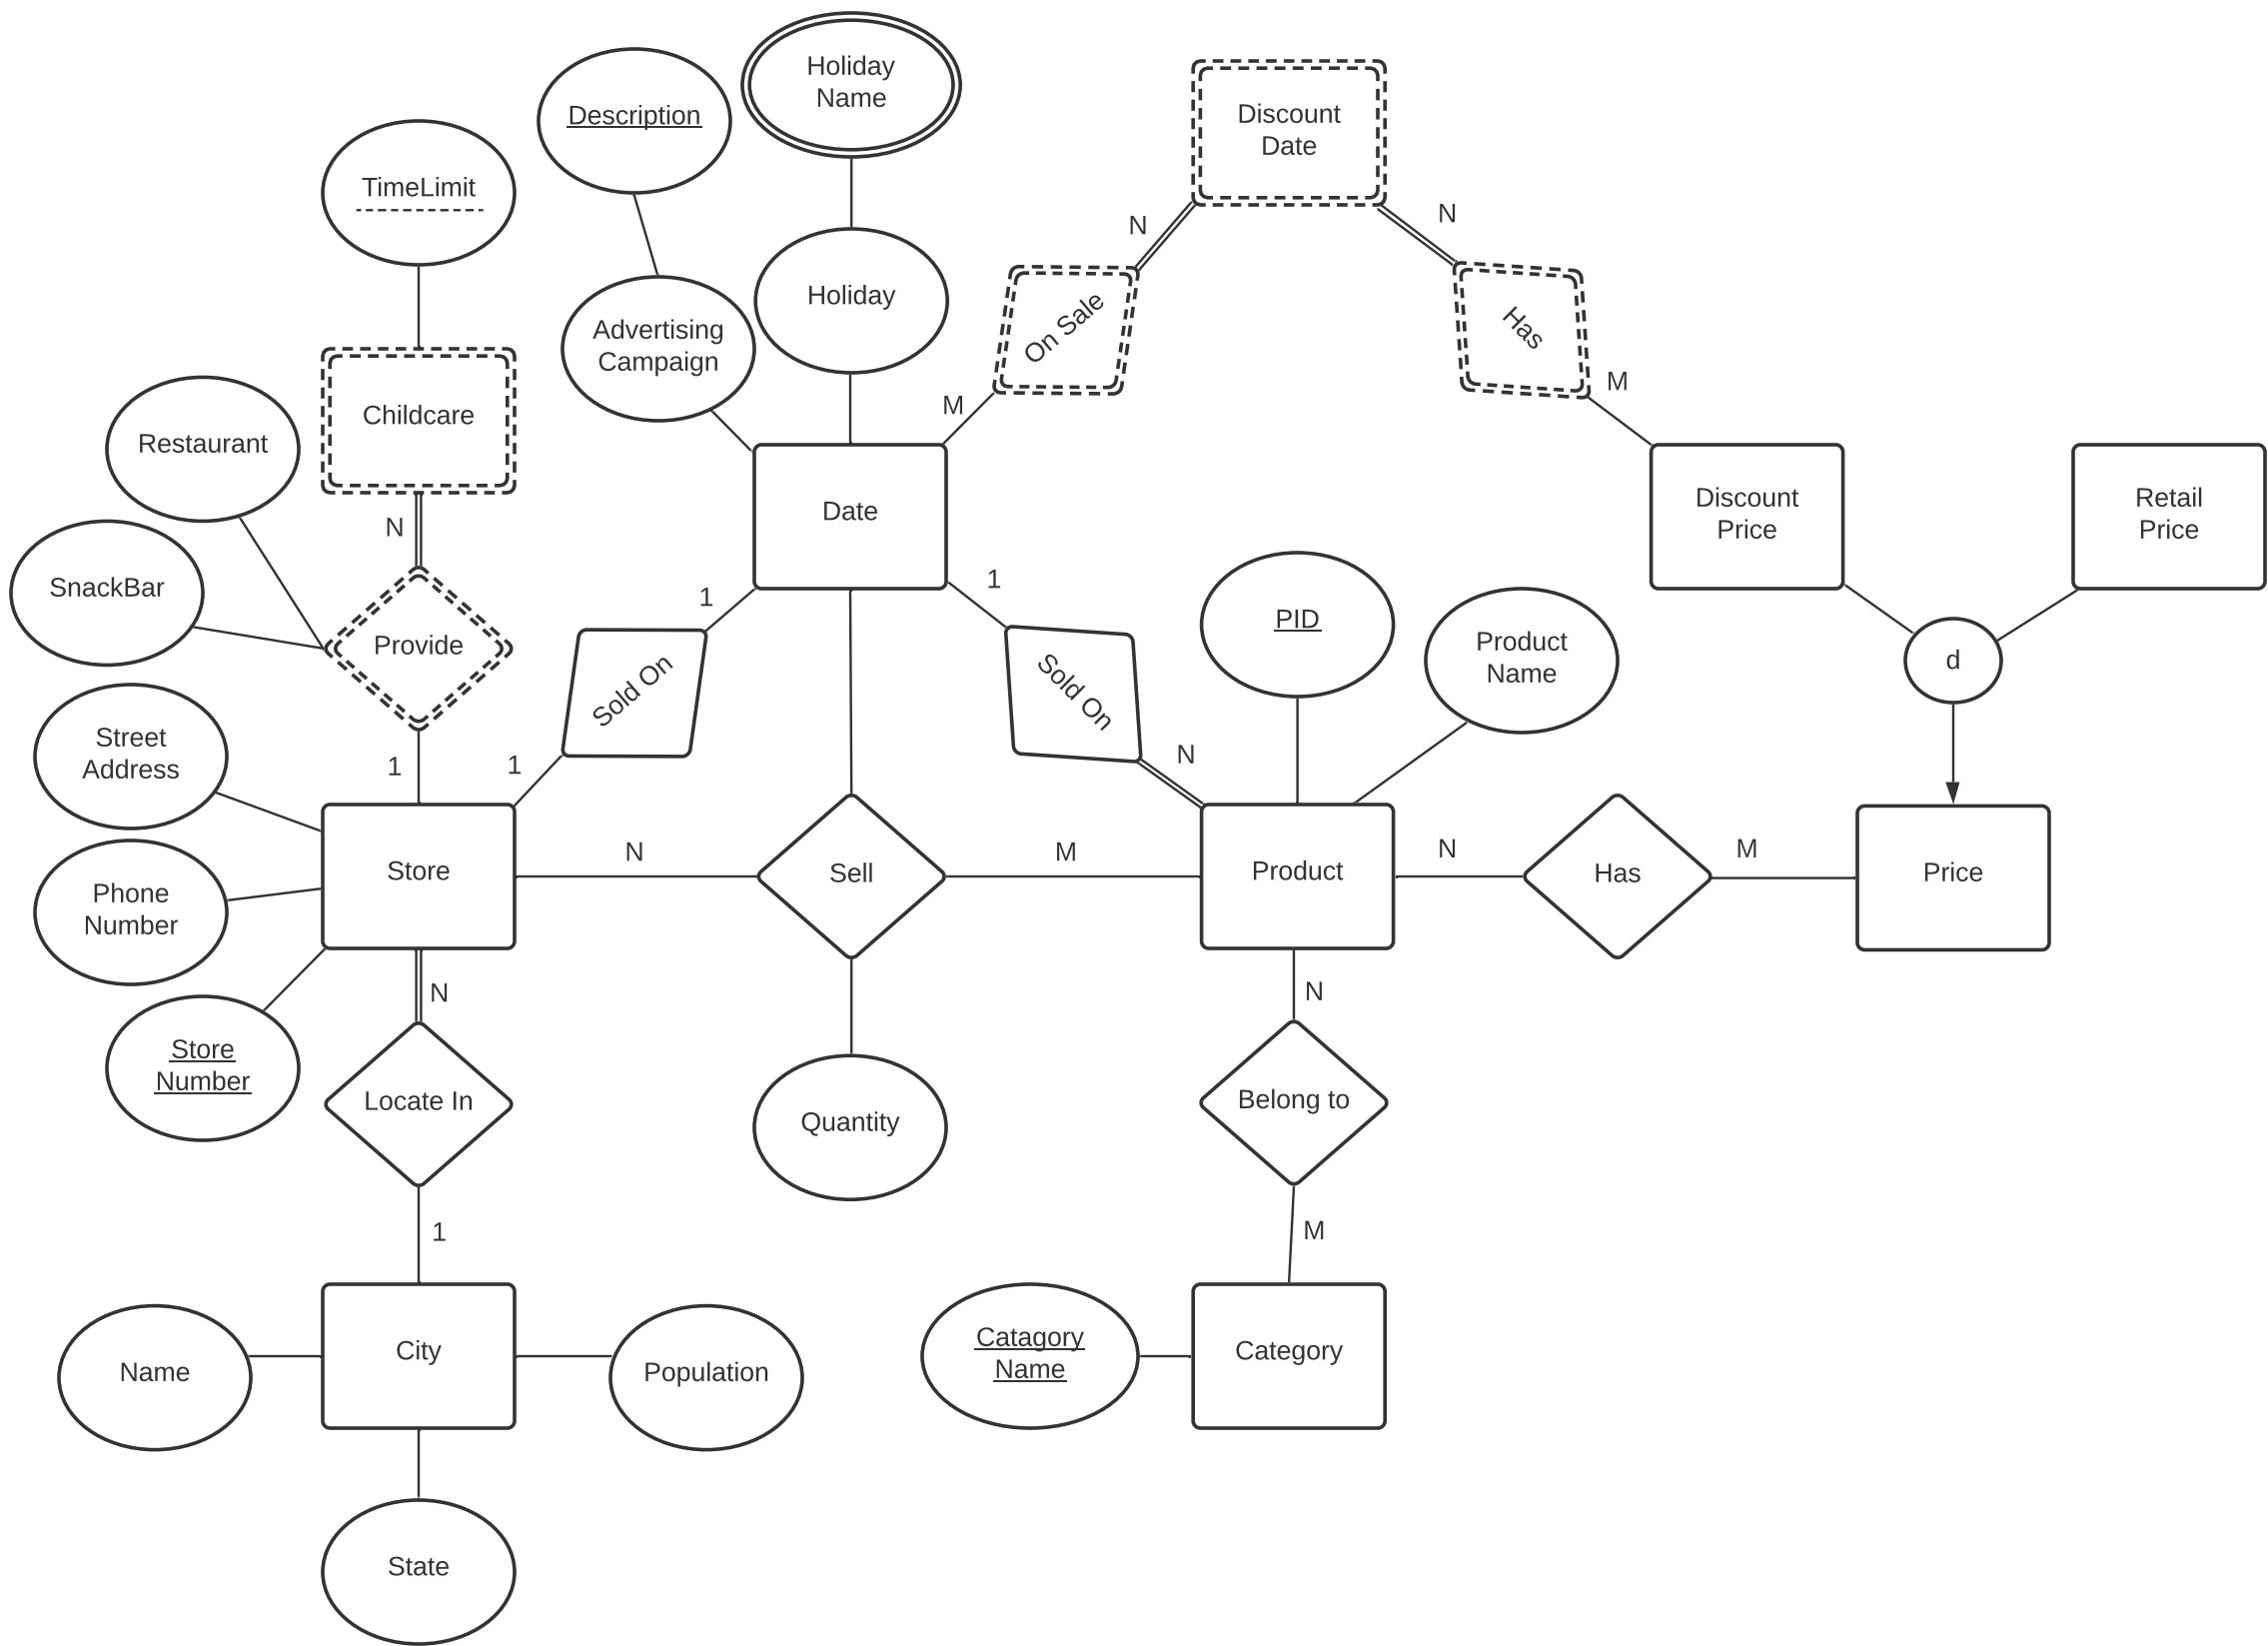 Holiday
Name
Description
Discount
Date
TimeLimit
N
N
Holiday
On Sale
Has
Advertising
Campaign
M
M
Childcare
Restaurant
Date
Discount
Price
Retail
Price
N
SnackBar
1
1
PID
Provide
Sold On
Sold On
Product
Name
d
Street
Address
1
1
N
Store
N
Sell
M
Product
N
Has
M
Price
Phone
Number
N
N
Store
Number
Locate In
Quantity
Belong to
1
M
Name
City
Population
Catagory
Name
Category
State